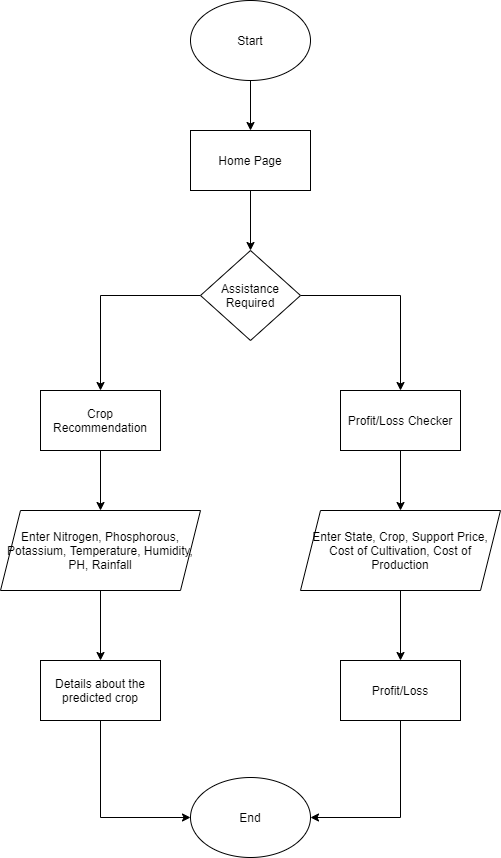 Start
Home Page
Assistance
Required
Crop
Recommendation
Profit/Loss Checker
Enter Nitrogen, Phosphorous,
Potassium, Temperature, Humidity,
PH, Rainfall
Enter State, Crop, Support Price,
Cost of Cultivation, Cost of
Production
Details about the
predicted crop
Profit/Loss
End